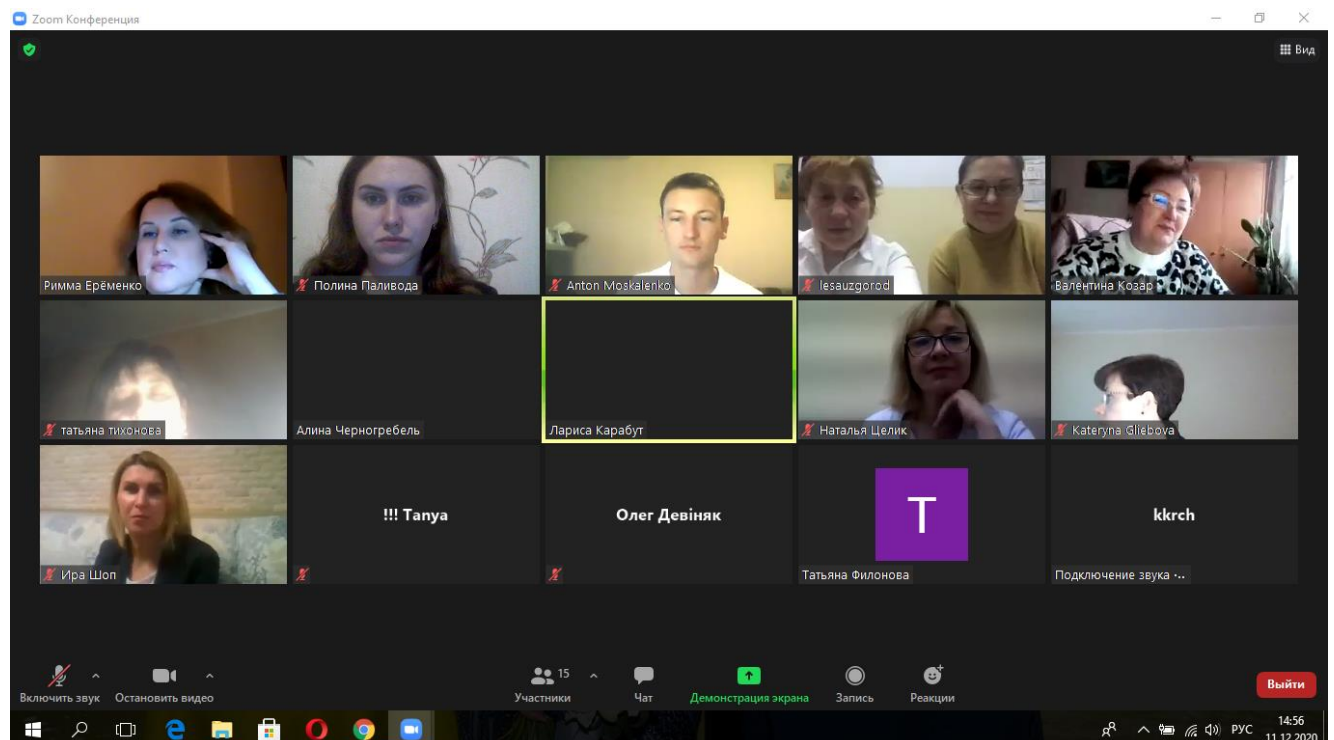 Zoom Конференция
Вид
Римма Ерёменко
Полина Паливода
Anton Moskalenko
lesauzgorod
Валентина Козар
татьяна тихонова
Алина Черногребель
Лариса Карабут
Наталья Целик
Kateryna Gliebova
Ира Шоп
!!! Tanya
Олег Девіняк
T
Татьяна Филонова
kkrch
Подключение звука ·..
Включить звук
Остановить видео
15
Участники
Чат
Демонстрация экрана
Запись
Реакции
Выйти
РУС
14:56
11.12.2020